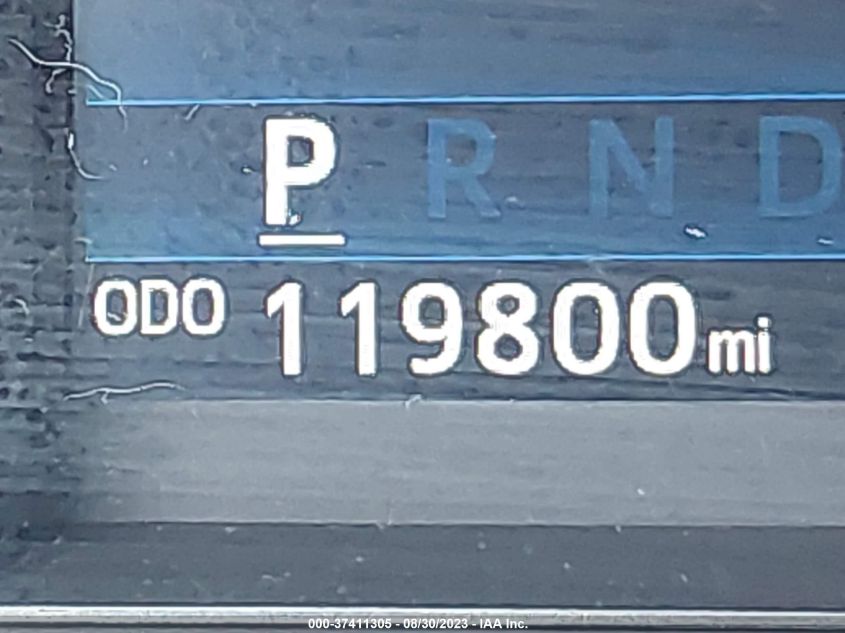 P R N D
ODO 119800 mi
000-37411305 - 08/30/2023 - IAA Inc.